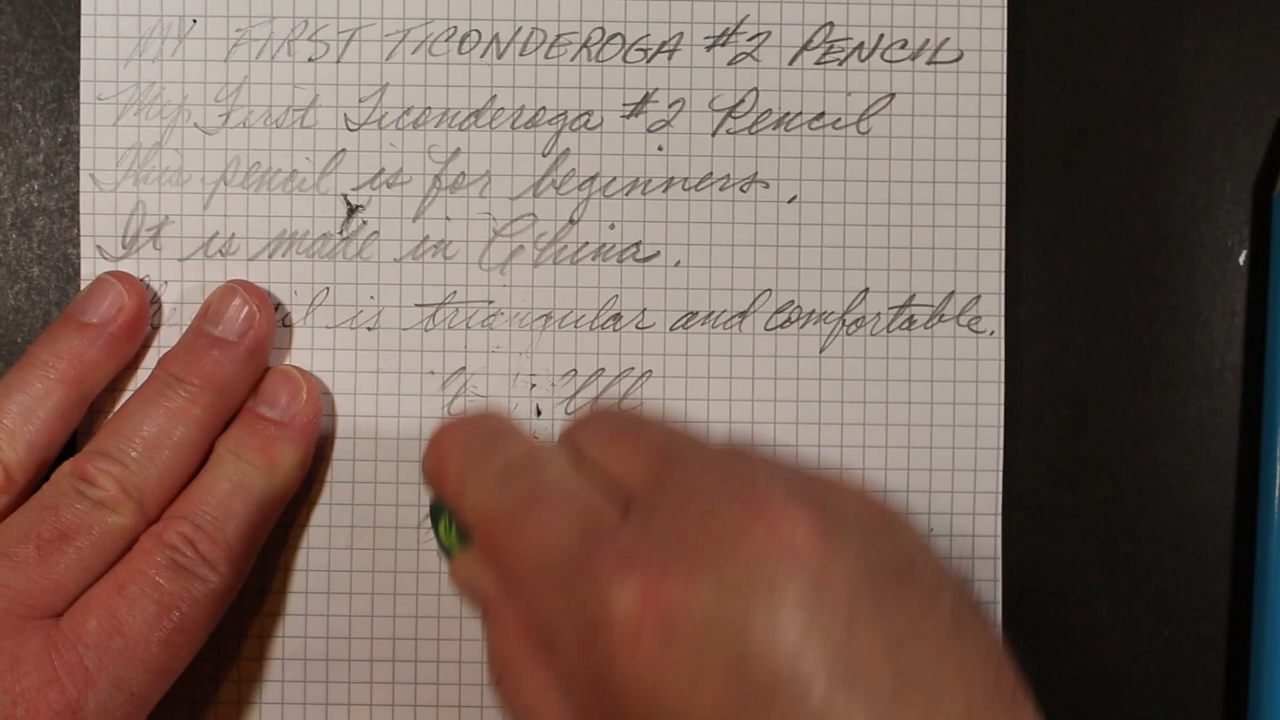 MY FIRST TICONDEROGA #2 PENCIL
My First Ticonderoga #2 Pencil
This pencil is for beginners.
It is made in China.
is triangular and comfortable.